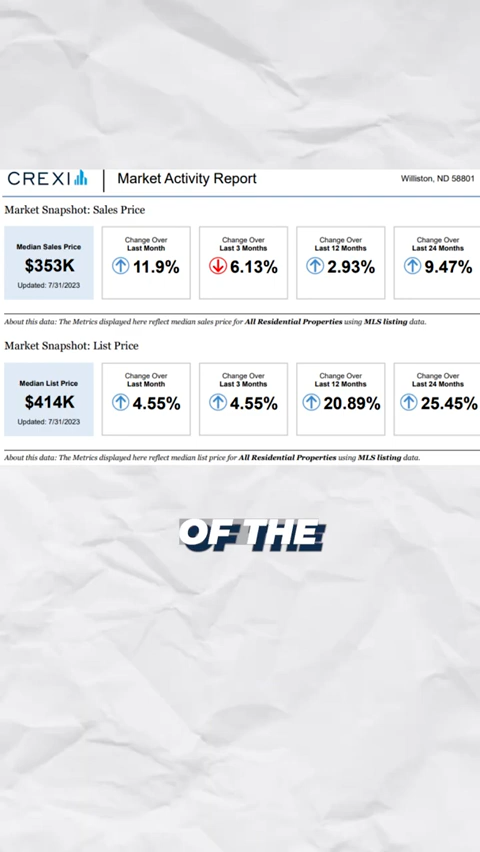 CREXI | Market Activity Report Williston, ND 58801
Market Snapshot: Sales Price
Median Sales Price
$353K
Updated: 7/31/2023
Change Over
Last Month
11.9%
Change Over
Last 3 Months
6.13%
Change Over
Last 12 Months
2.93%
Change Over
Last 24 Months
9.47%
About this data: The Metrics displayed here reflect median sales price for All Residential Properties using MLS listing data.
Market Snapshot: List Price
Median List Price
$414K
Updated: 7/31/2023
Change Over
Last Month
4.55%
Change Over
Last 3 Months
4.55%
Change Over
Last 12 Months
20.89%
Change Over
Last 24 Months
25.45%
About this data: The Metrics displayed here reflect median list price for All Residential Properties using MLS listing data.
OF THE